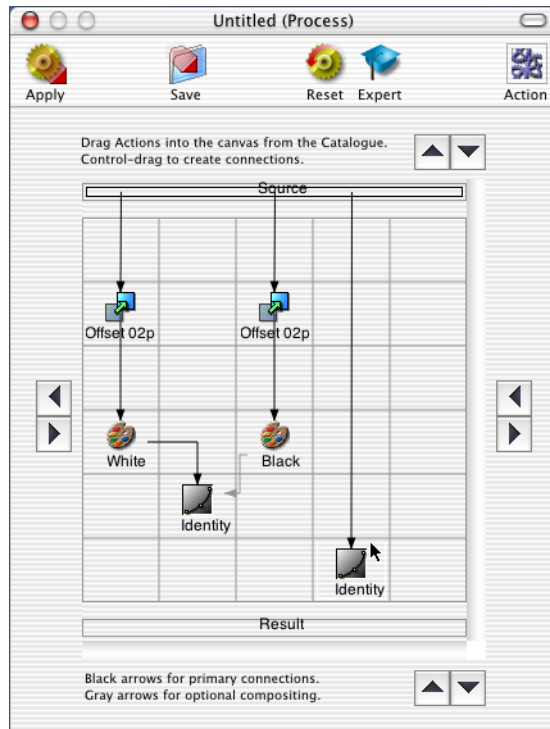 Untitled (Process)
Apply
Save
Reset
Expert
Action
Drag Actions into the canvas from the Catalogue.
Control-drag to create connections.
Source
Offset 02p
Offset 02p
White
Black
Identity
Identity
Result
Black arrows for primary connections.
Gray arrows for optional compositing.